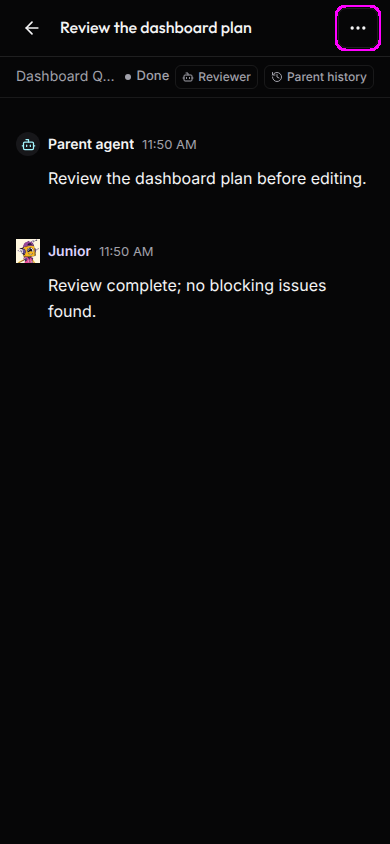 Review the dashboard plan
Dashboard Q... Done Reviewer Parent history
Parent agent 11:50 AM
Review the dashboard plan before editing.
Junior 11:50 AM
Review complete; no blocking issues
found.